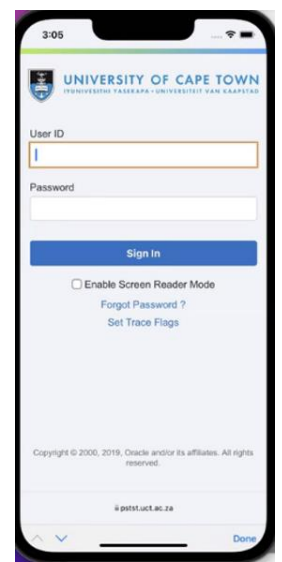 3:05
UNIVERSITY OF CAPE TOWN
IYUNIVESITHI YASEKAPA • UNIVERSITEIT VAN KAAPSTAD
User ID
Password
Sign In
Enable Screen Reader Mode
Forgot Password ?
Set Trace Flags
Copyright © 2000, 2019, Oracle and/or its affiliates. All rights
reserved.
pstst.uct.ac.za
Done